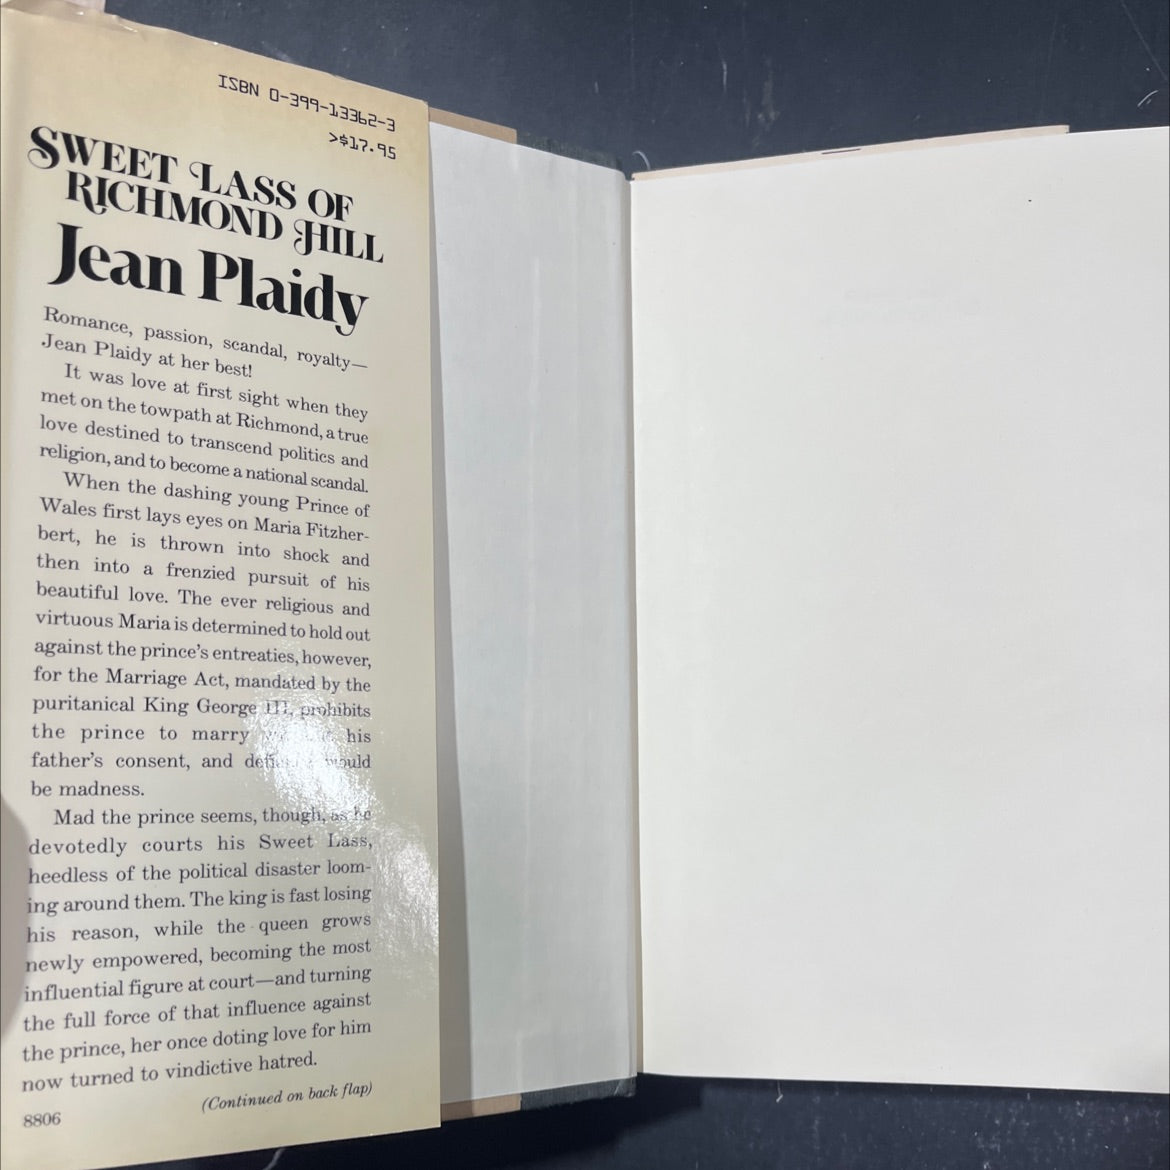 ISBN 0-399-13362-3
>$17.95
SWEET LASS OF
RICHMOND HILL
Jean Plaidy
Romance, passion, scandal, royalty—
Jean Plaidy at her best!
It was love at first sight when they
met on the towpath at Richmond, a true
love destined to transcend politics and
religion, and to become a national scandal.
When the dashing young Prince of
Wales first lays eyes on Maria Fitzher-
bert, he is thrown into shock and
then into a frenzied pursuit of his
beautiful love. The ever religious and
virtuous Maria is determined to hold out
against the prince's entreaties, however,
for the Marriage Act, mandated by the
puritanical King George III, prohibits
the prince to marry his
father's consent, and would
be madness.
Mad the prince seems, though, as he
devotedly courts his Sweet Lass,
heedless of the political disaster loom-
ing around them. The king is fast losing
his reason, while the queen grows
newly empowered, becoming the most
influential figure at court—and turning
the full force of that influence against
the prince, her once doting love for him
now turned to vindictive hatred.
(Continued on back flap)
8806